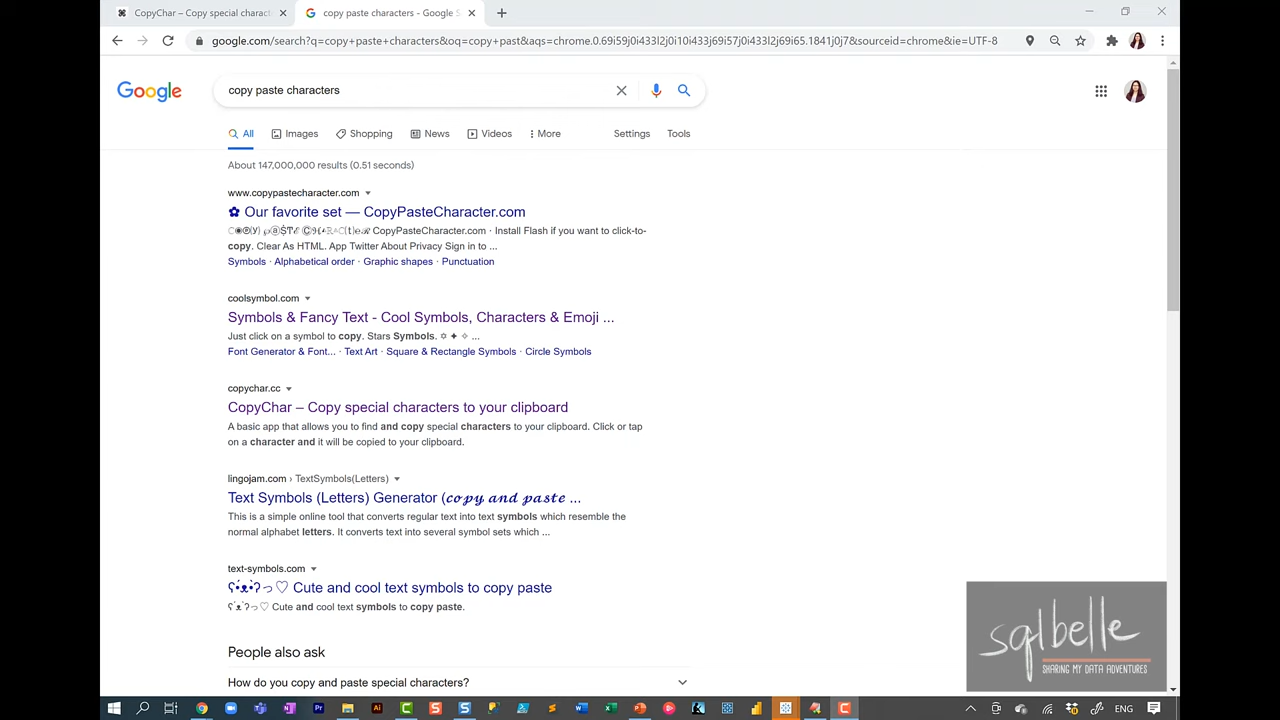 CopyChar – Copy special charact
copy paste characters - Google S
google.com/search?q=copy+paste+characters&oq=copy+past&aqs=chrome.0.69i59j0i433l2j0i10i433j69i57j0i433l2j69i65.1841j0j7&sourceid=chrome&ie=UTF-8
Google
copy paste characters
All Images Shopping News Videos More Settings Tools
About 147,000,000 results (0.51 seconds)
www.copypastecharacter.com
✿ Our favorite set — CopyPasteCharacter.com
CopyPasteCharacter.com · Install Flash if you want to click-to-
copy. Clear As HTML. App Twitter About Privacy Sign in to ...
Symbols · Alphabetical order · Graphic shapes · Punctuation
coolsymbol.com
Symbols & Fancy Text - Cool Symbols, Characters & Emoji ...
Just click on a symbol to copy. Stars Symbols. ✡ ✦ ✧ ...
Font Generator & Font... · Text Art · Square & Rectangle Symbols · Circle Symbols
copychar.cc
CopyChar – Copy special characters to your clipboard
A basic app that allows you to find and copy special characters to your clipboard. Click or tap
on a character and it will be copied to your clipboard.
lingojam.com › TextSymbols(Letters)
Text Symbols (Letters) Generator (𝓬𝓸𝓹𝔂 𝓪𝓷𝓭 𝓹𝓪𝓼𝓽𝓮 ...
This is a simple online tool that converts regular text into text symbols which resemble the
normal alphabet letters. It converts text into several symbol sets which ...
text-symbols.com
ʕ•́ᴥ•̀ʔっ♡ Cute and cool text symbols to copy paste
ʕ•́ᴥ•̀ʔっ♡ Cute and cool text symbols to copy paste.
sqlbelle
SHARING MY DATA ADVENTURES
People also ask
How do you copy and paste special characters?
ENG